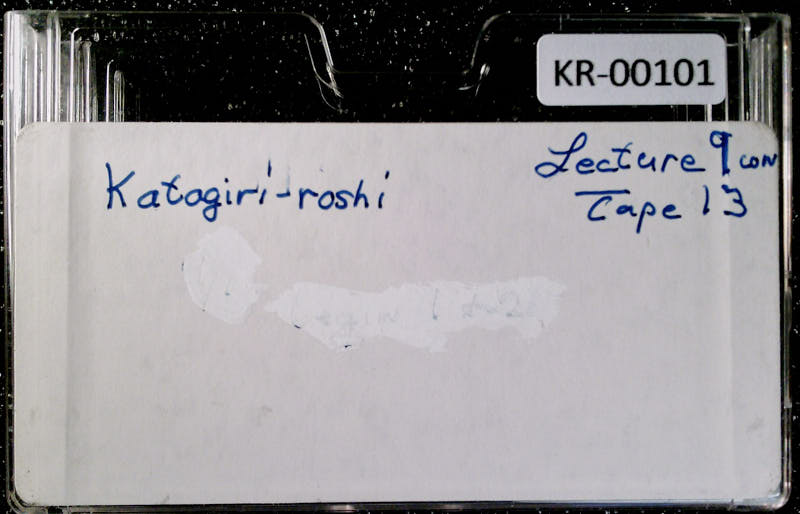 KR-00101
Lecture 9 con
Katagiri-roshi
Tape 13